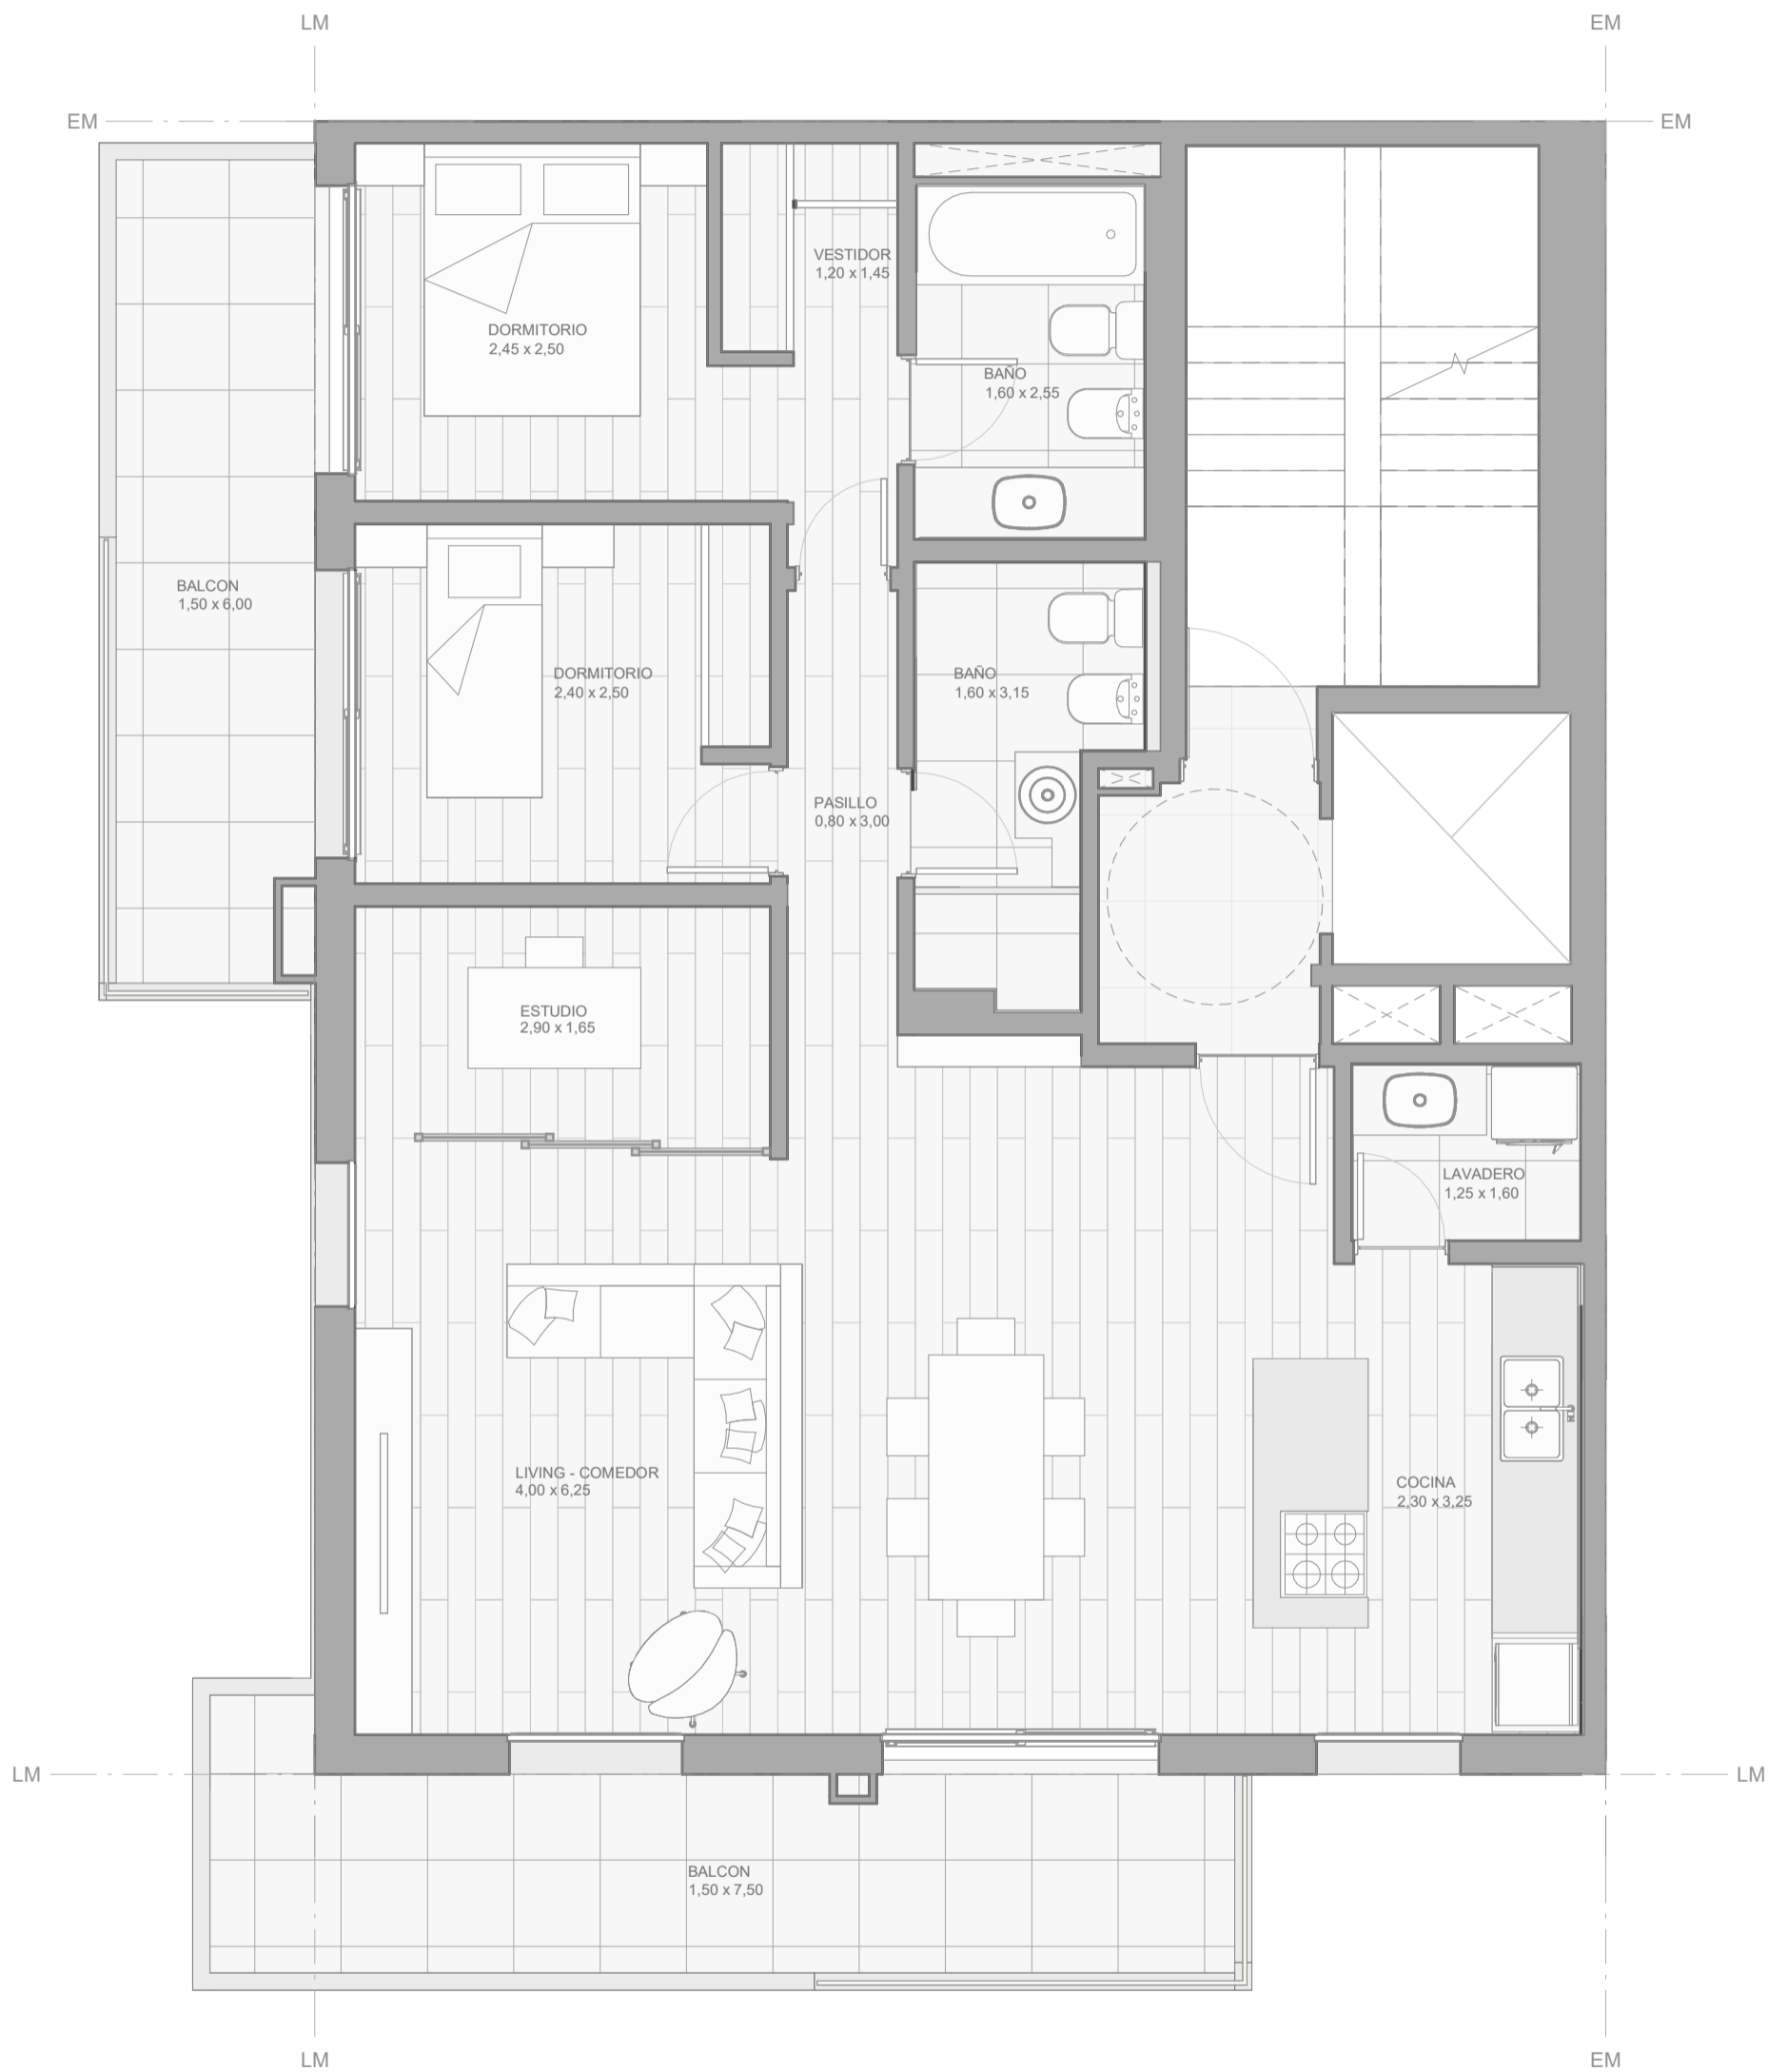 LM
EM
EM
EM
VESTIDOR
1,20 x 1,45
DORMITORIO
2,45 x 2,50
BAÑO
1,60 x 2,55
BALCON
1,50 x 6,00
DORMITORIO
2,40 x 2,50
BAÑO
1,60 x 3,15
PASILLO
0,80 x 3,00
ESTUDIO
2,90 x 1,65
LAVADERO
1,25 x 1,60
LIVING - COMEDOR
4,00 x 6,25
COCINA
2,30 x 3,25
LM
LM
BALCON
1,50 x 7,50
LM
EM